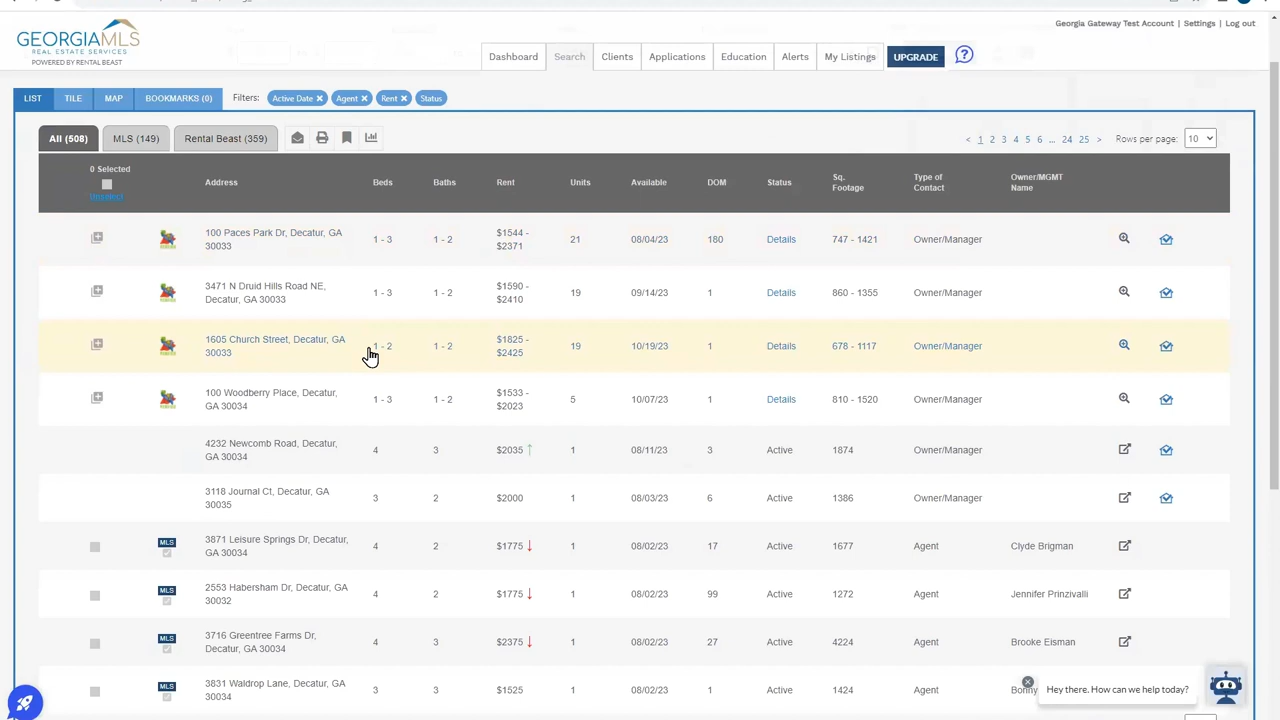 Georgia Gateway Test Account | Settings | Log out
GEORGIAMLS
REAL ESTATE SERVICES
POWERED BY RENTAL BEAST
Dashboard Search Clients Applications Education Alerts My Listings UPGRADE ?
LIST TILE MAP BOOKMARKS (0) Filters: Active Date × Agent × Rent × Status
All (508) MLS (149) Rental Beast (359) < 1 2 3 4 5 6 ... 24 25 > Rows per page: 10
0 Selected
Unselect
Address Beds Baths Rent Units Available DOM Status Sq. Footage Type of Contact Owner/MGMT Name
100 Paces Park Dr, Decatur, GA 30033 1 - 3 1 - 2 $1544 - $2371 21 08/04/23 180 Details 747 - 1421 Owner/Manager
3471 N Druid Hills Road NE, Decatur, GA 30033 1 - 3 1 - 2 $1590 - $2410 19 09/14/23 1 Details 860 - 1355 Owner/Manager
1605 Church Street, Decatur, GA 30033 1 - 2 1 - 2 $1825 - $2425 19 10/19/23 1 Details 678 - 1117 Owner/Manager
100 Woodberry Place, Decatur, GA 30034 1 - 3 1 - 2 $1533 - $2023 5 10/07/23 1 Details 810 - 1520 Owner/Manager
4232 Newcomb Road, Decatur, GA 30034 4 3 $2035 ↑ 1 08/11/23 3 Active 1874 Owner/Manager
3118 Journal Ct, Decatur, GA 30035 3 2 $2000 1 08/03/23 6 Active 1386 Owner/Manager
MLS 3871 Leisure Springs Dr, Decatur, GA 30034 4 2 $1775 ↓ 1 08/02/23 17 Active 1677 Agent Clyde Brigman
MLS 2553 Habersham Dr, Decatur, GA 30032 4 2 $1775 ↓ 1 08/02/23 99 Active 1272 Agent Jennifer Prinzivalli
MLS 3716 Greentree Farms Dr, Decatur, GA 30034 4 3 $2375 ↓ 1 08/02/23 27 Active 4224 Agent Brooke Eisman
MLS 3831 Waldrop Lane, Decatur, GA 30034 3 3 $1525 1 08/02/23 2 Active 1424 Agent
Hey there. How can we help today?